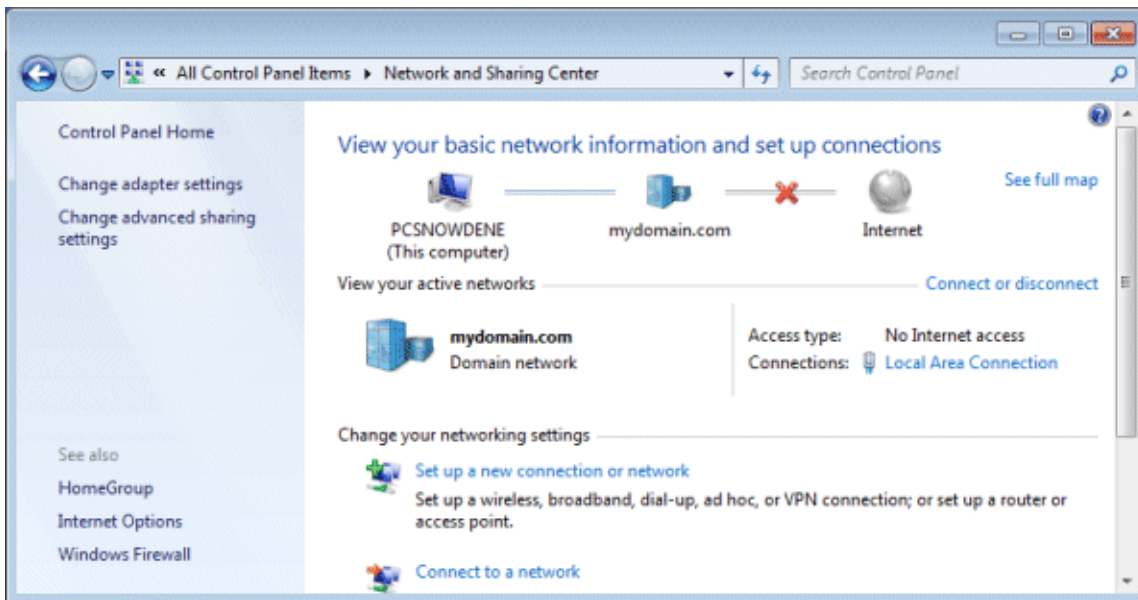 « All Control Panel Items ▸ Network and Sharing Center
Search Control Panel
Control Panel Home
Change adapter settings
Change advanced sharing
settings
See also
HomeGroup
Internet Options
Windows Firewall
View your basic network information and set up connections
See full map
PCSNOWDENE
(This computer)
mydomain.com
Internet
View your active networks
Connect or disconnect
mydomain.com
Domain network
Access type: No Internet access
Connections: Local Area Connection
Change your networking settings
Set up a new connection or network
Set up a wireless, broadband, dial-up, ad hoc, or VPN connection; or set up a router or
access point.
Connect to a network